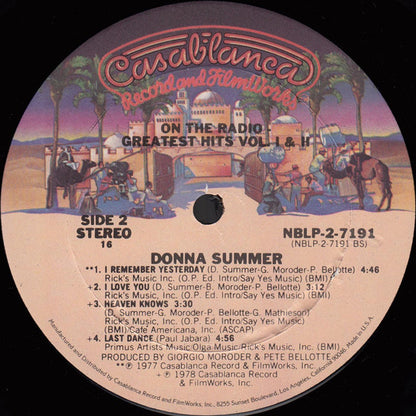 Casablanca
Record and FilmWorks
ON THE RADIO
GREATEST HITS VOL. I & II
SIDE 2
STEREO
16
NBLP-2-7191
(NBLP-2-7191 BS)
DONNA SUMMER
**1. I REMEMBER YESTERDAY (D. Summer-G. Moroder-P. Bellotte) 4:46
Rick's Music Inc. (O.P. Ed. Intro/Say Yes Music) (BMI)
+2. I LOVE YOU (D. Summer-B. Moroder-P. Bellotte) 3:12
Rick's Music, Inc. (O.P. Ed. Intro/Say Yes Music) (BMI)
+3. HEAVEN KNOWS 3:30
(D. Summer-G. Moroder-P. Bellotte-G. Mathieson)
Rick's Music, Inc. (O.P. Ed. Intro/Say Yes Music)
(BMI)/Cafe Americana, Inc. (ASCAP)
+4. LAST DANCE (Paul Jabara) 4:56
Primus Artists Music/Olga Music/Rick's Music, Inc. (BMI)
PRODUCED BY GIORGIO MORODER & PETE BELLOTTE
**℗ 1977 Casablanca Record & FilmWorks, Inc.
+℗ 1978 Casablanca Record
& FilmWorks, Inc.
Manufactured and Distributed by Casablanca Record and FilmWorks, Inc., 8255 Sunset Boulevard, Los Angeles, California 90046. Made in U.S.A.